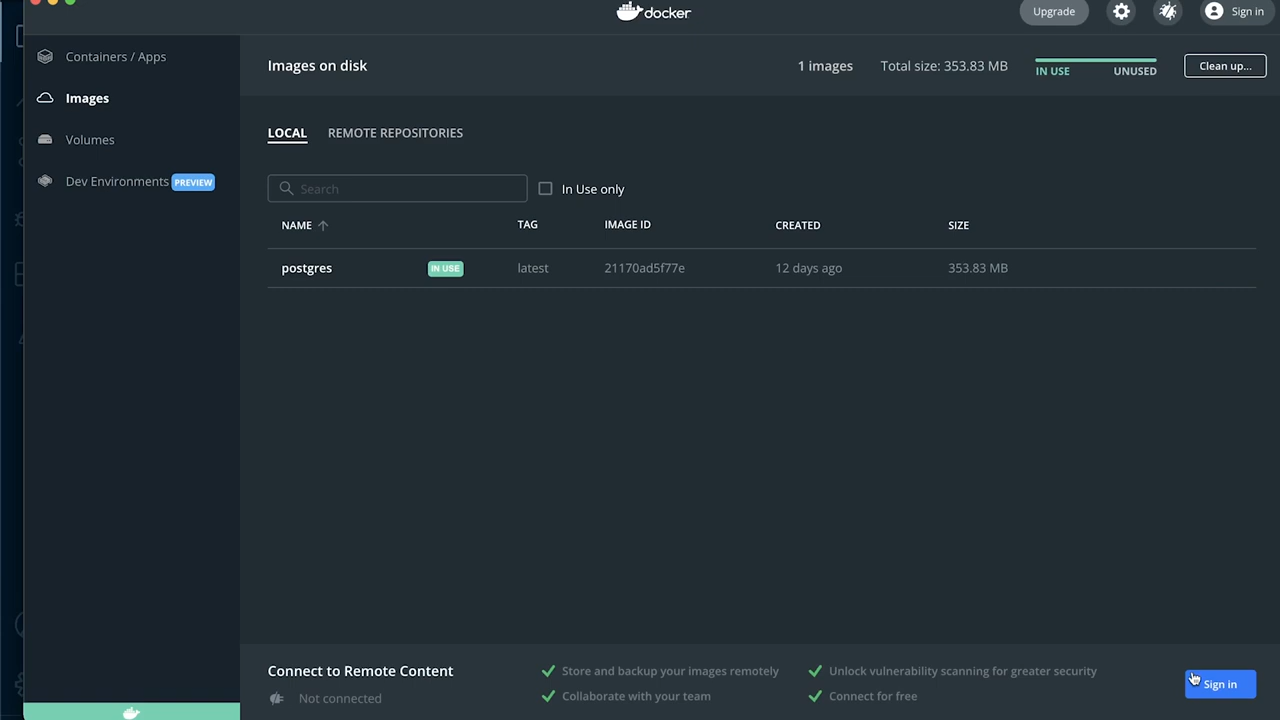 docker
Upgrade
Sign in
Containers / Apps
Images
Volumes
Dev Environments PREVIEW
Images on disk
1 images
Total size: 353.83 MB
IN USE UNUSED
Clean up...
LOCAL REMOTE REPOSITORIES
Search
In Use only
NAME TAG IMAGE ID CREATED SIZE
postgres IN USE latest 21170ad5f77e 12 days ago 353.83 MB
Connect to Remote Content
Not connected
Store and backup your images remotely
Collaborate with your team
Unlock vulnerability scanning for greater security
Connect for free
Sign in